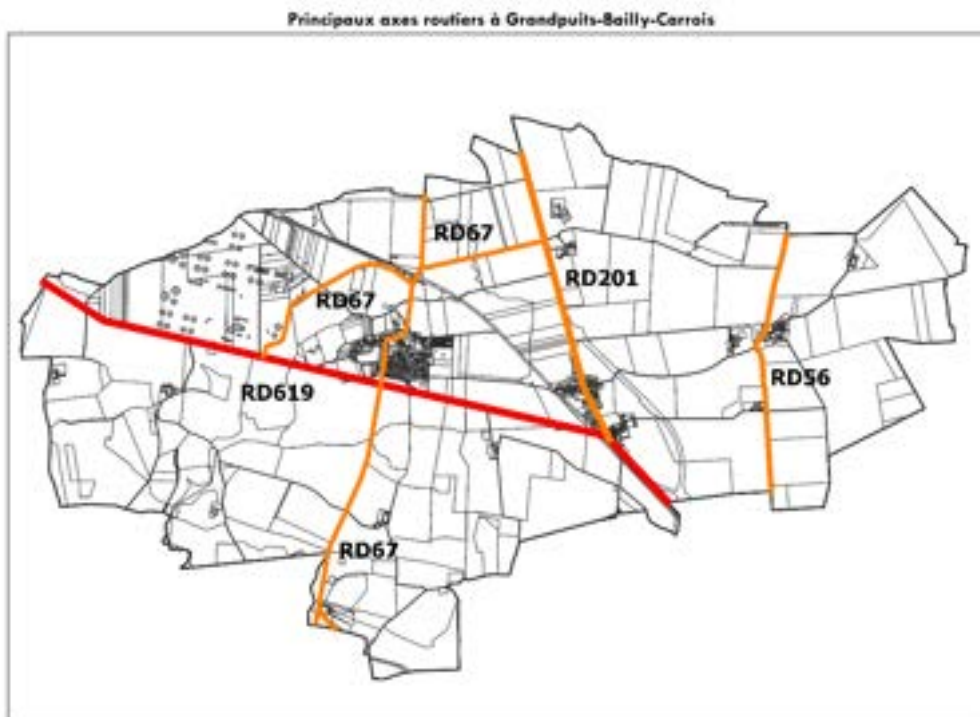 Principaux axes routiers à Grandpuits-Bailly-Carrois
RD67
RD201
RD67
RD56
RD619
RD67